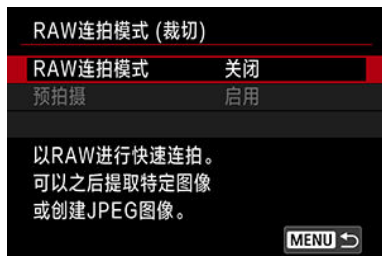 RAW连拍模式 (裁切)
RAW连拍模式 关闭
预拍摄 启用
以RAW进行快速连拍。
可以之后提取特定图像
或创建JPEG图像。
MENU